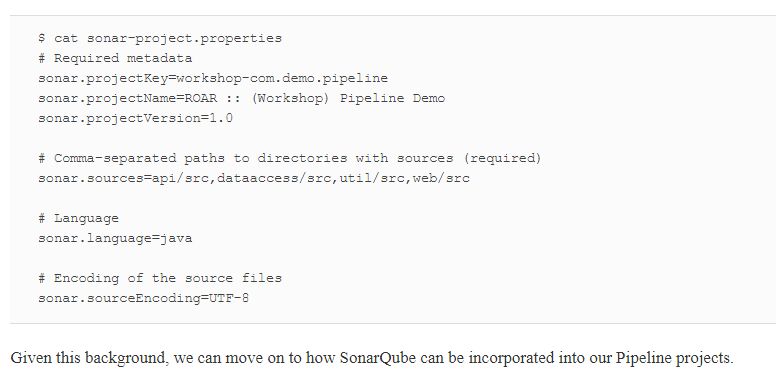 $ cat sonar-project.properties
# Required metadata
sonar.projectKey=workshop-com.demo.pipeline
sonar.projectName=ROAR :: (Workshop) Pipeline Demo
sonar.projectVersion=1.0
# Comma-separated paths to directories with sources (required)
sonar.sources=api/src,dataaccess/src,util/src,web/src
# Language
sonar.language=java
# Encoding of the source files
sonar.sourceEncoding=UTF-8
Given this background, we can move on to how SonarQube can be incorporated into our Pipeline projects.